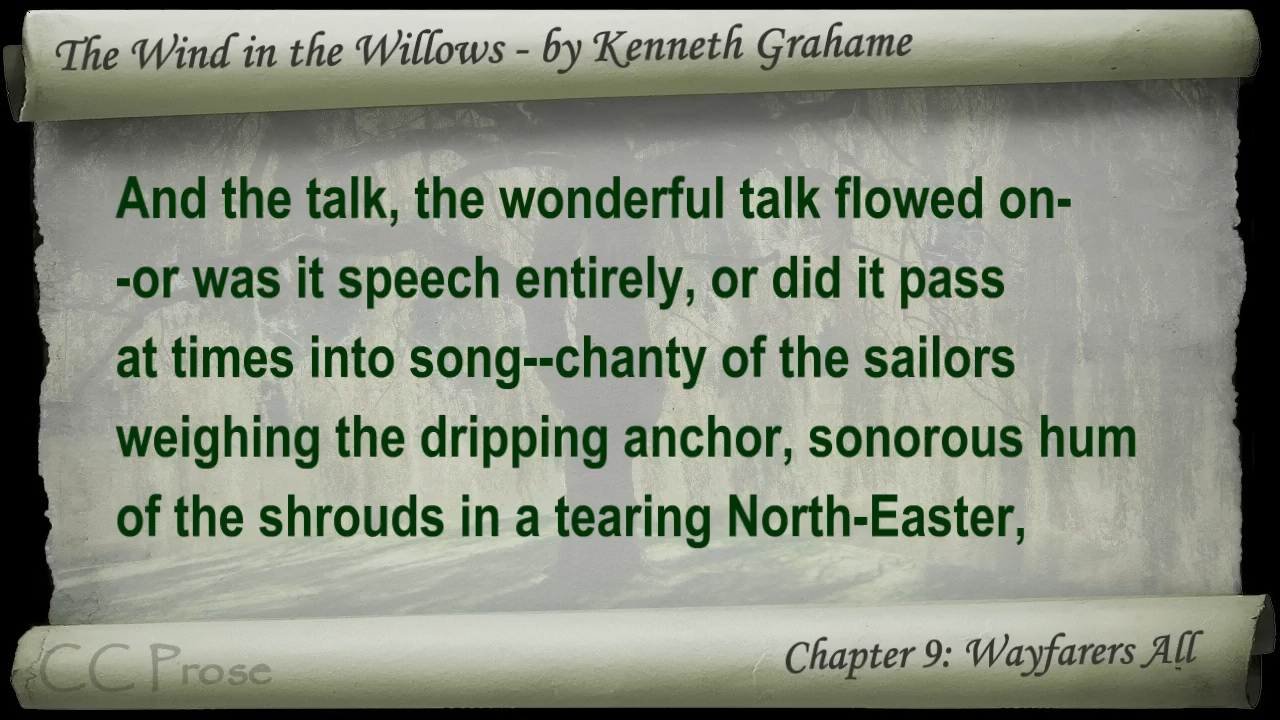 The Wind in the Willows - by Kenneth Grahame
And the talk, the wonderful talk flowed on-
-or was it speech entirely, or did it pass
at times into song--chanty of the sailors
weighing the dripping anchor, sonorous hum
of the shrouds in a tearing North-Easter,
CC Prose
Chapter 9: Wayfarers All